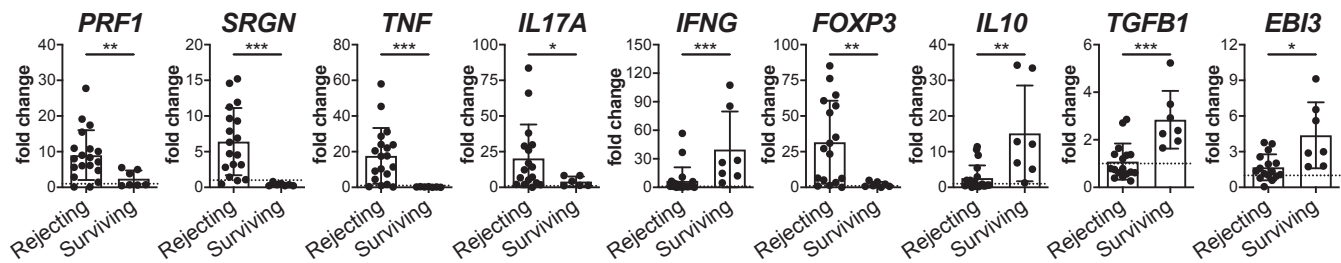 PRF1 SRGN TNF IL17A IFNG FOXP3 IL10 TGFB1 EBI3
** *** *** * *** ** ** *** *
fold change fold change fold change fold change fold change fold change fold change fold change fold change
40 20 80 100 150 100 40 6 12
30 15 60 75 120 75 30 4 9
20 10 40 50 90 50 20 2 6
10 5 20 25 60 25 10 0 3
0 0 0 0 30 0 0 0
0
Rejecting Surviving Rejecting Surviving Rejecting Surviving Rejecting Surviving Rejecting Surviving Rejecting Surviving Rejecting Surviving Rejecting Surviving Rejecting Surviving